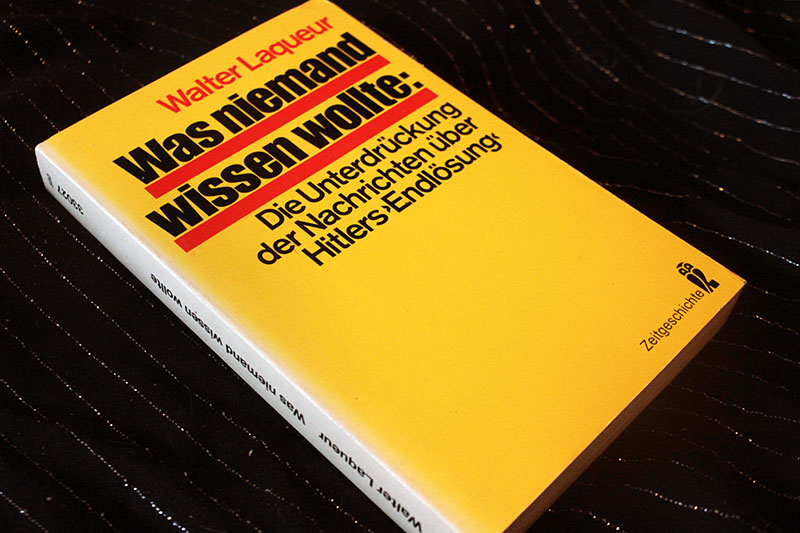 Walter Laqueur
Was niemand
wissen wollte:
Die Unterdrückung
der Nachrichten über
Hitlers ›Endlösung‹
Zeitgeschichte
33027
Was niemand wissen wollte
Walter Laqueur